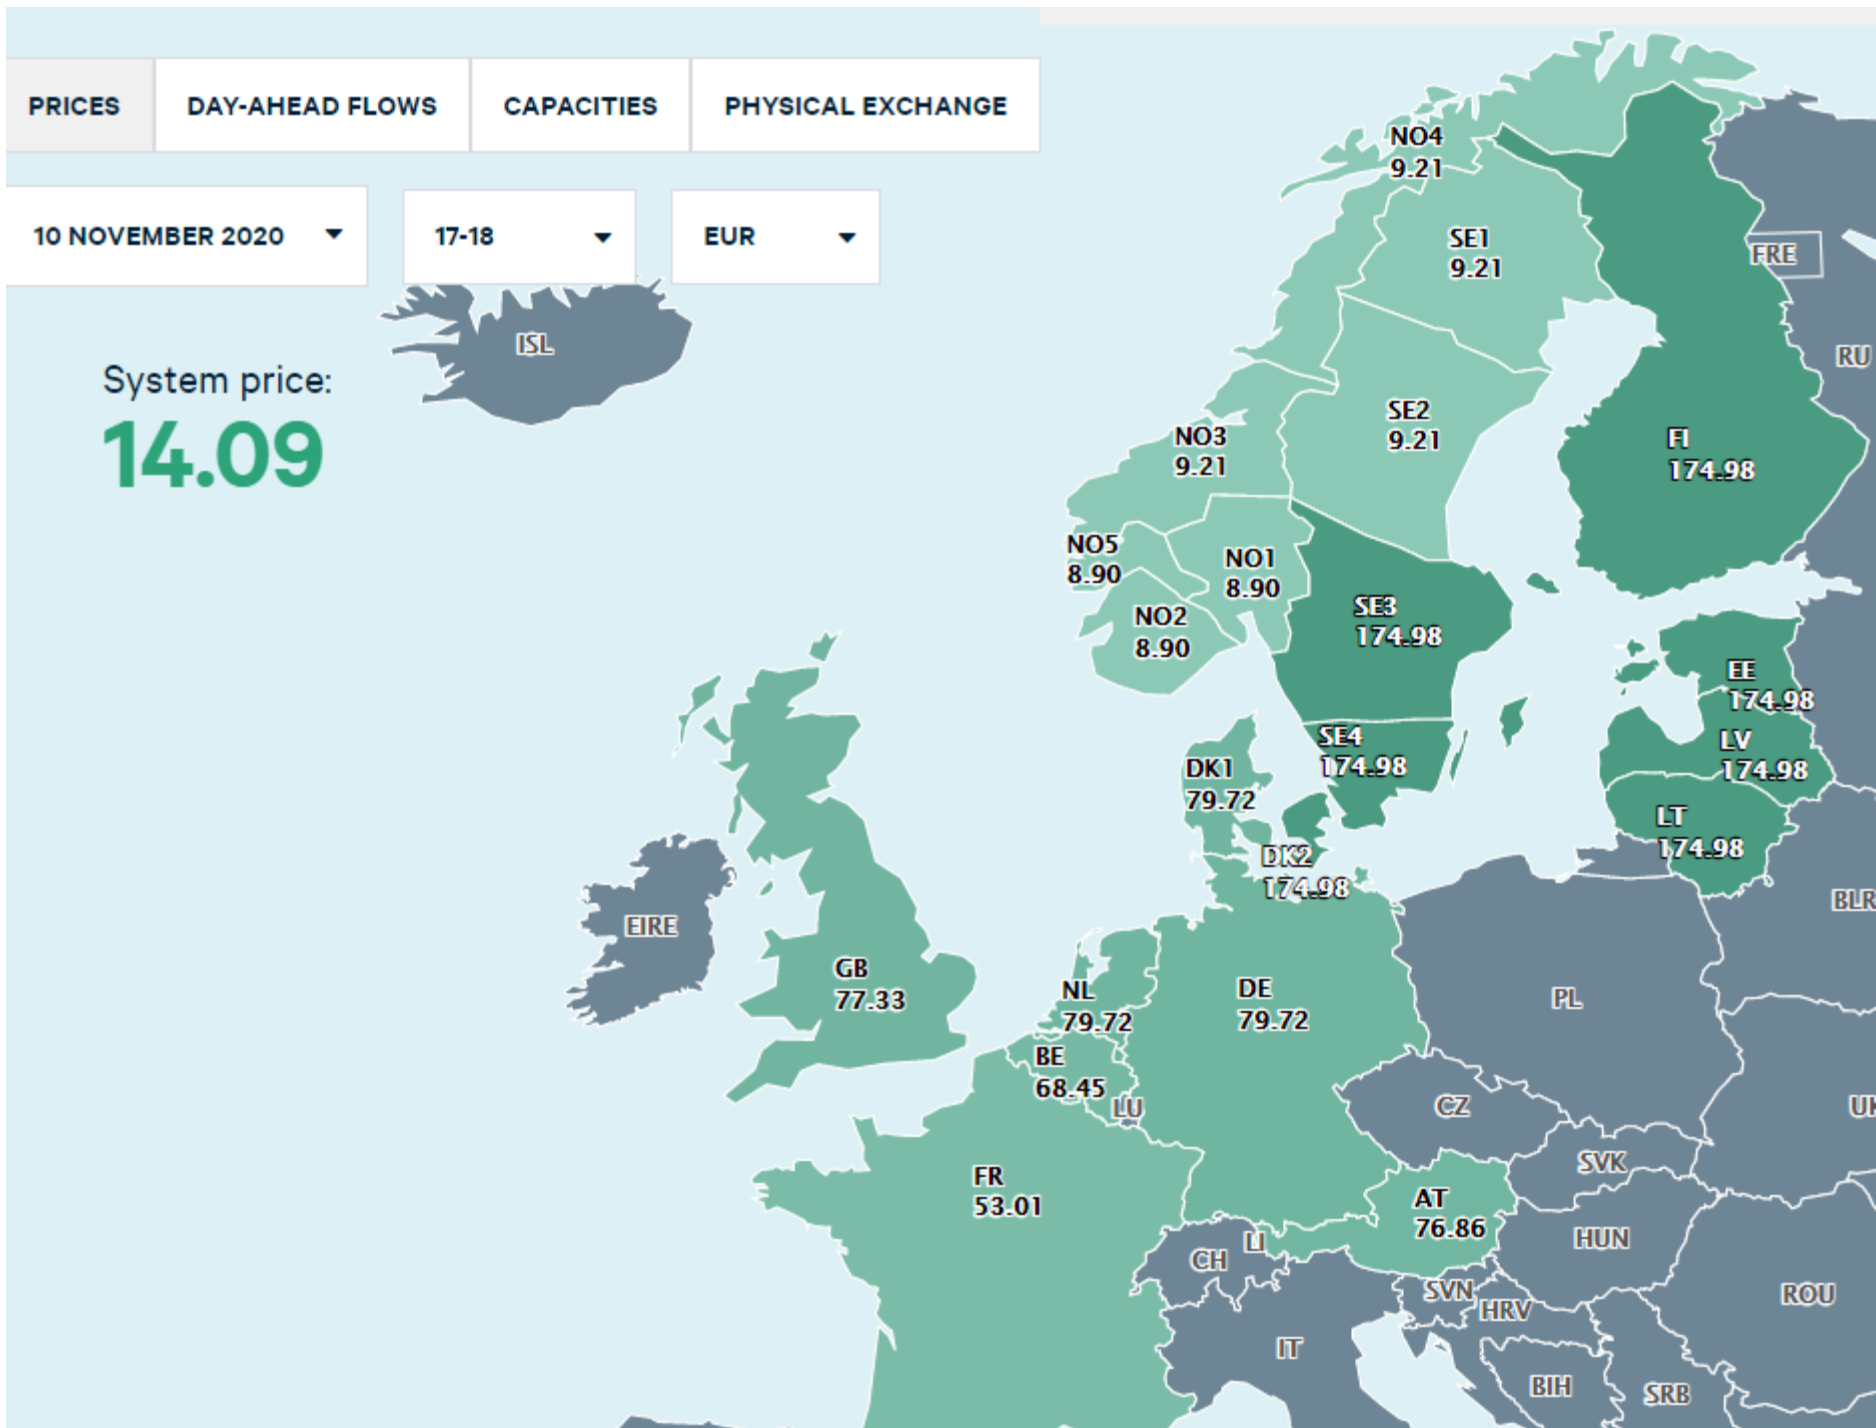 PRICES
DAY-AHEAD FLOWS
CAPACITIES
PHYSICAL EXCHANGE
10 NOVEMBER 2020
17-18
EUR
System price:
14.09
ISL
NO4
9.21
SE1
9.21
FRE
RU
SE2
9.21
NO3
9.21
FI
174.98
NO5
8.90
NO1
8.90
NO2
8.90
SE3
174.98
EE
174.98
SE4
174.98
LV
174.98
DK1
79.72
LT
174.98
DK2
174.98
BLR
EIRE
GB
77.33
NL
79.72
DE
79.72
PL
BE
68.45
LU
CZ
UK
SVK
FR
53.01
AT
76.86
HUN
CH
LI
SVN
HRV
ROU
IT
BIH
SRB